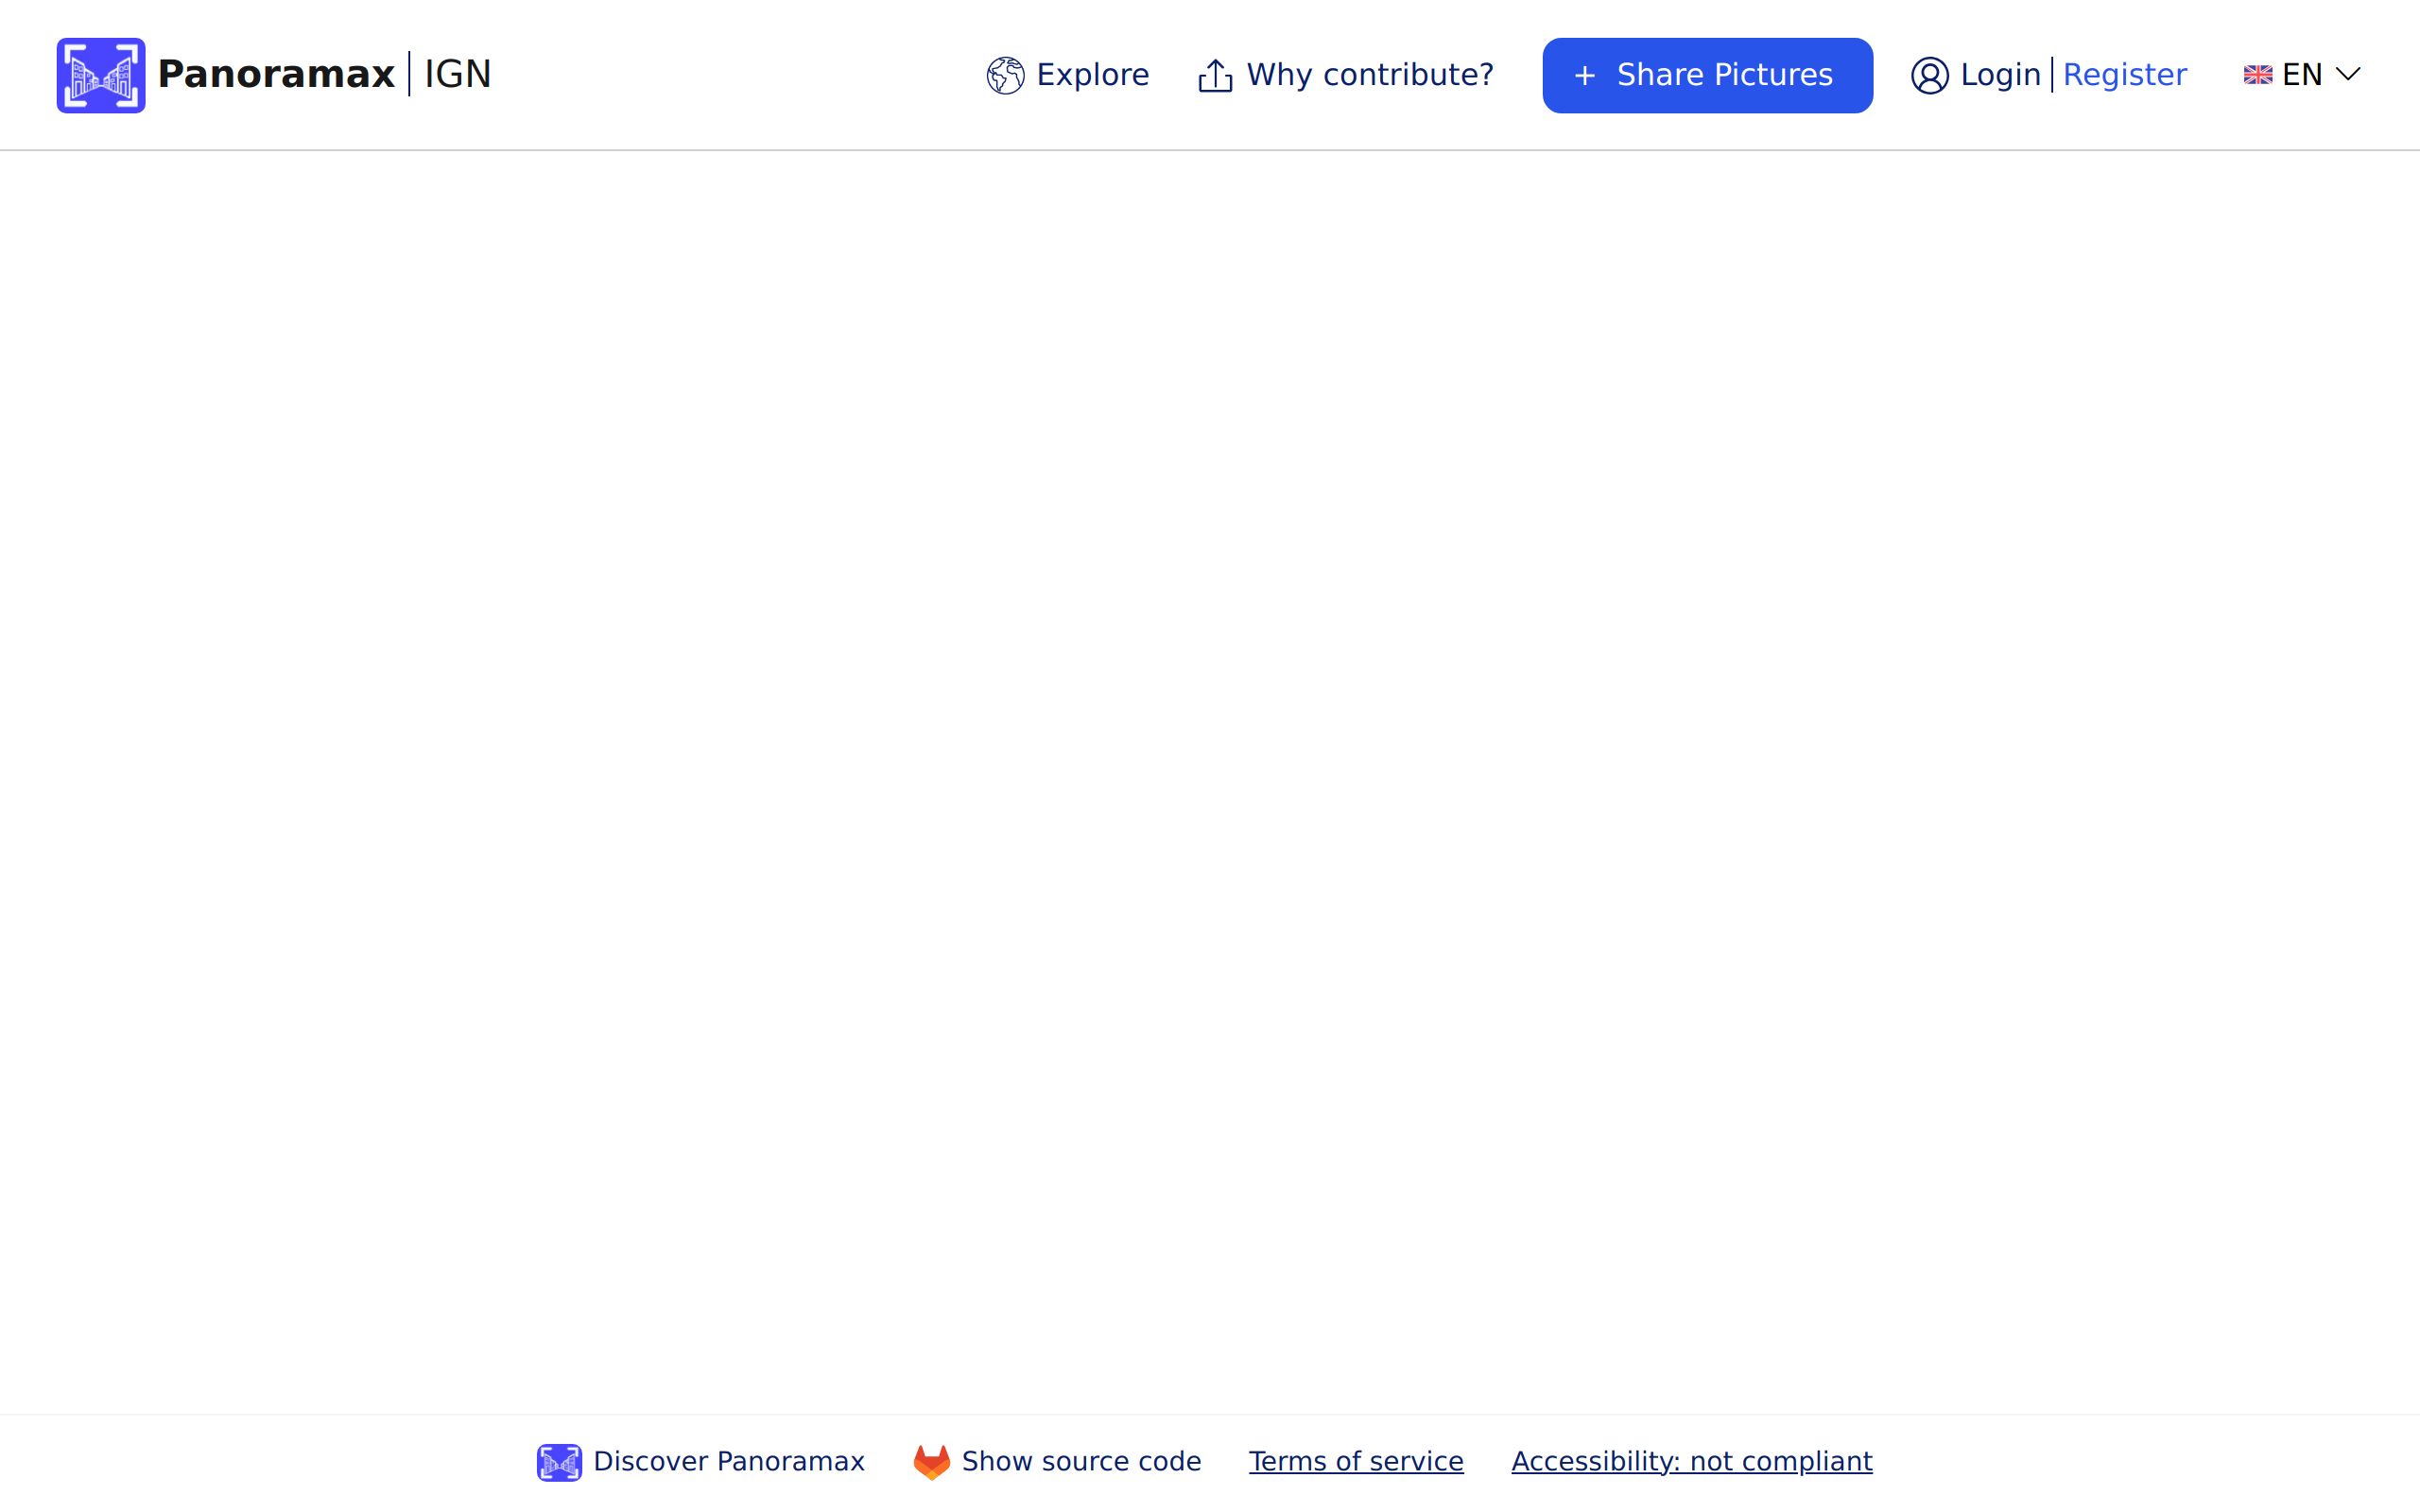 Panoramax IGN Explore Why contribute? + Share Pictures Login Register EN
Discover Panoramax Show source code Terms of service Accessibility: not compliant